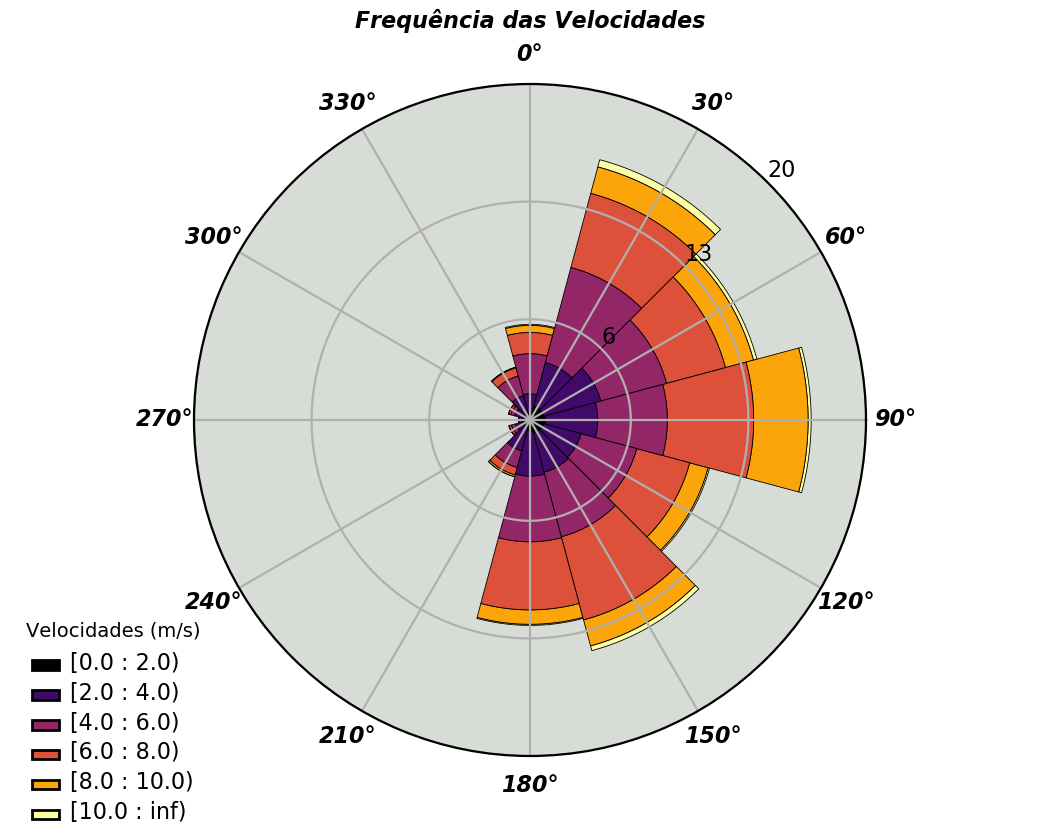 Frequência das Velocidades
0°
30°
60°
90°
120°
150°
180°
210°
240°
270°
300°
330°
6
13
20
Velocidades (m/s)
[0.0 : 2.0)
[2.0 : 4.0)
[4.0 : 6.0)
[6.0 : 8.0)
[8.0 : 10.0)
[10.0 : inf)